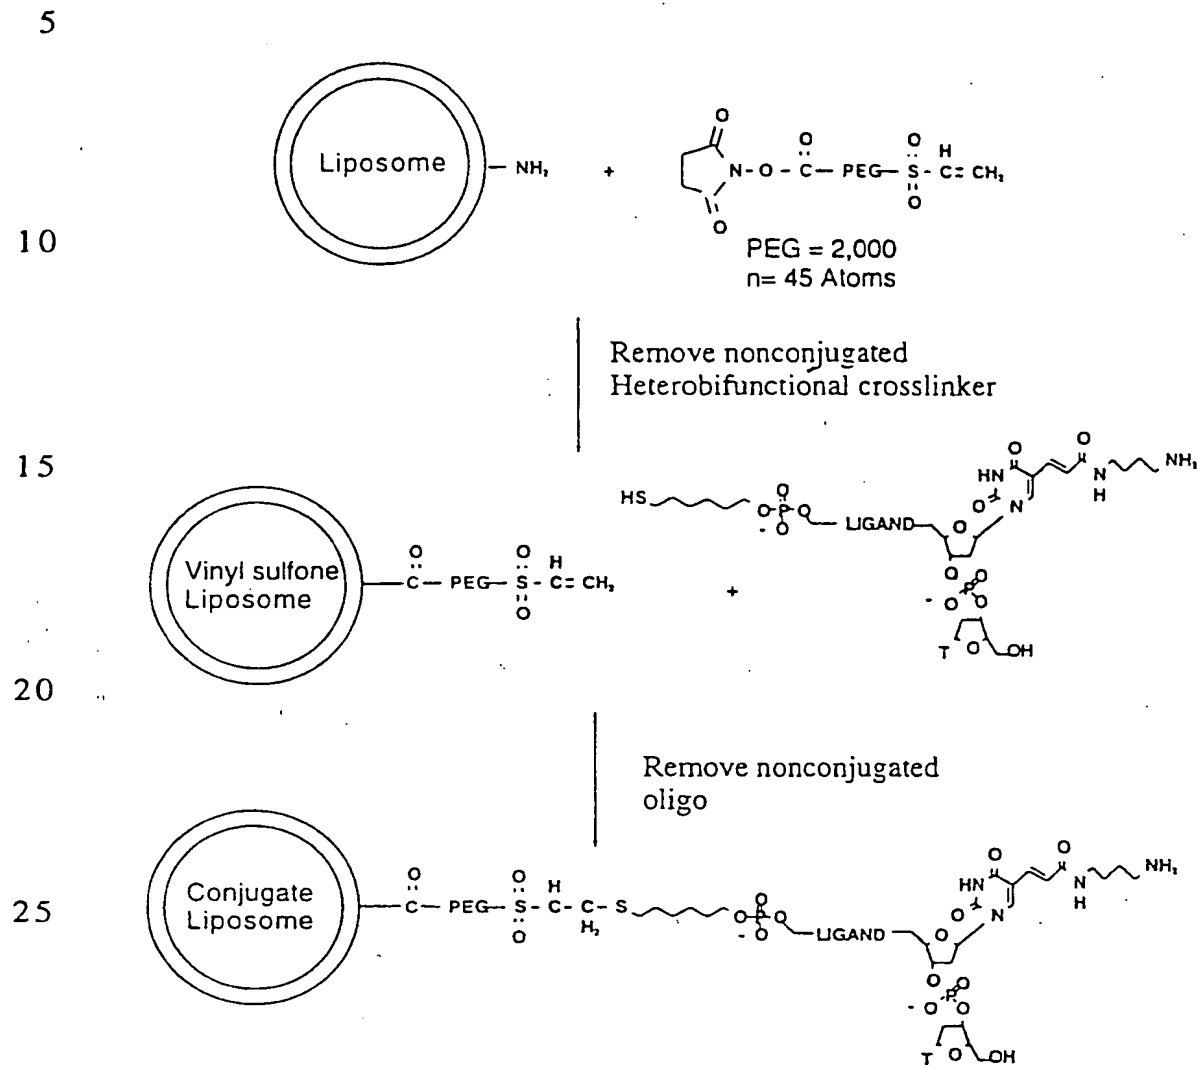 5
Liposome
NH₂
+
O
O
N-O-C-PEG-S-C=CH₂
O
O
H
O
O
10
PEG = 2,000
n= 45 Atoms
Remove nonconjugated
Heterobifunctional crosslinker
15
HS
O-P-O
O
O
-
LIGAND
O
O
HN
O
N
N
H
NH₂
O
O
P
O
O
O
-
T
O
OH
Vinyl sulfone
Liposome
O
C-PEG-S-C=CH₂
O
O
H
+
20
Remove nonconjugated
oligo
25
Conjugate
Liposome
O
C-PEG-S-C-C-S
O
O
H
H₂
O-P-O
O
O
-
LIGAND
O
O
HN
O
N
N
H
NH₂
O
O
P
O
O
O
-
T
O
OH